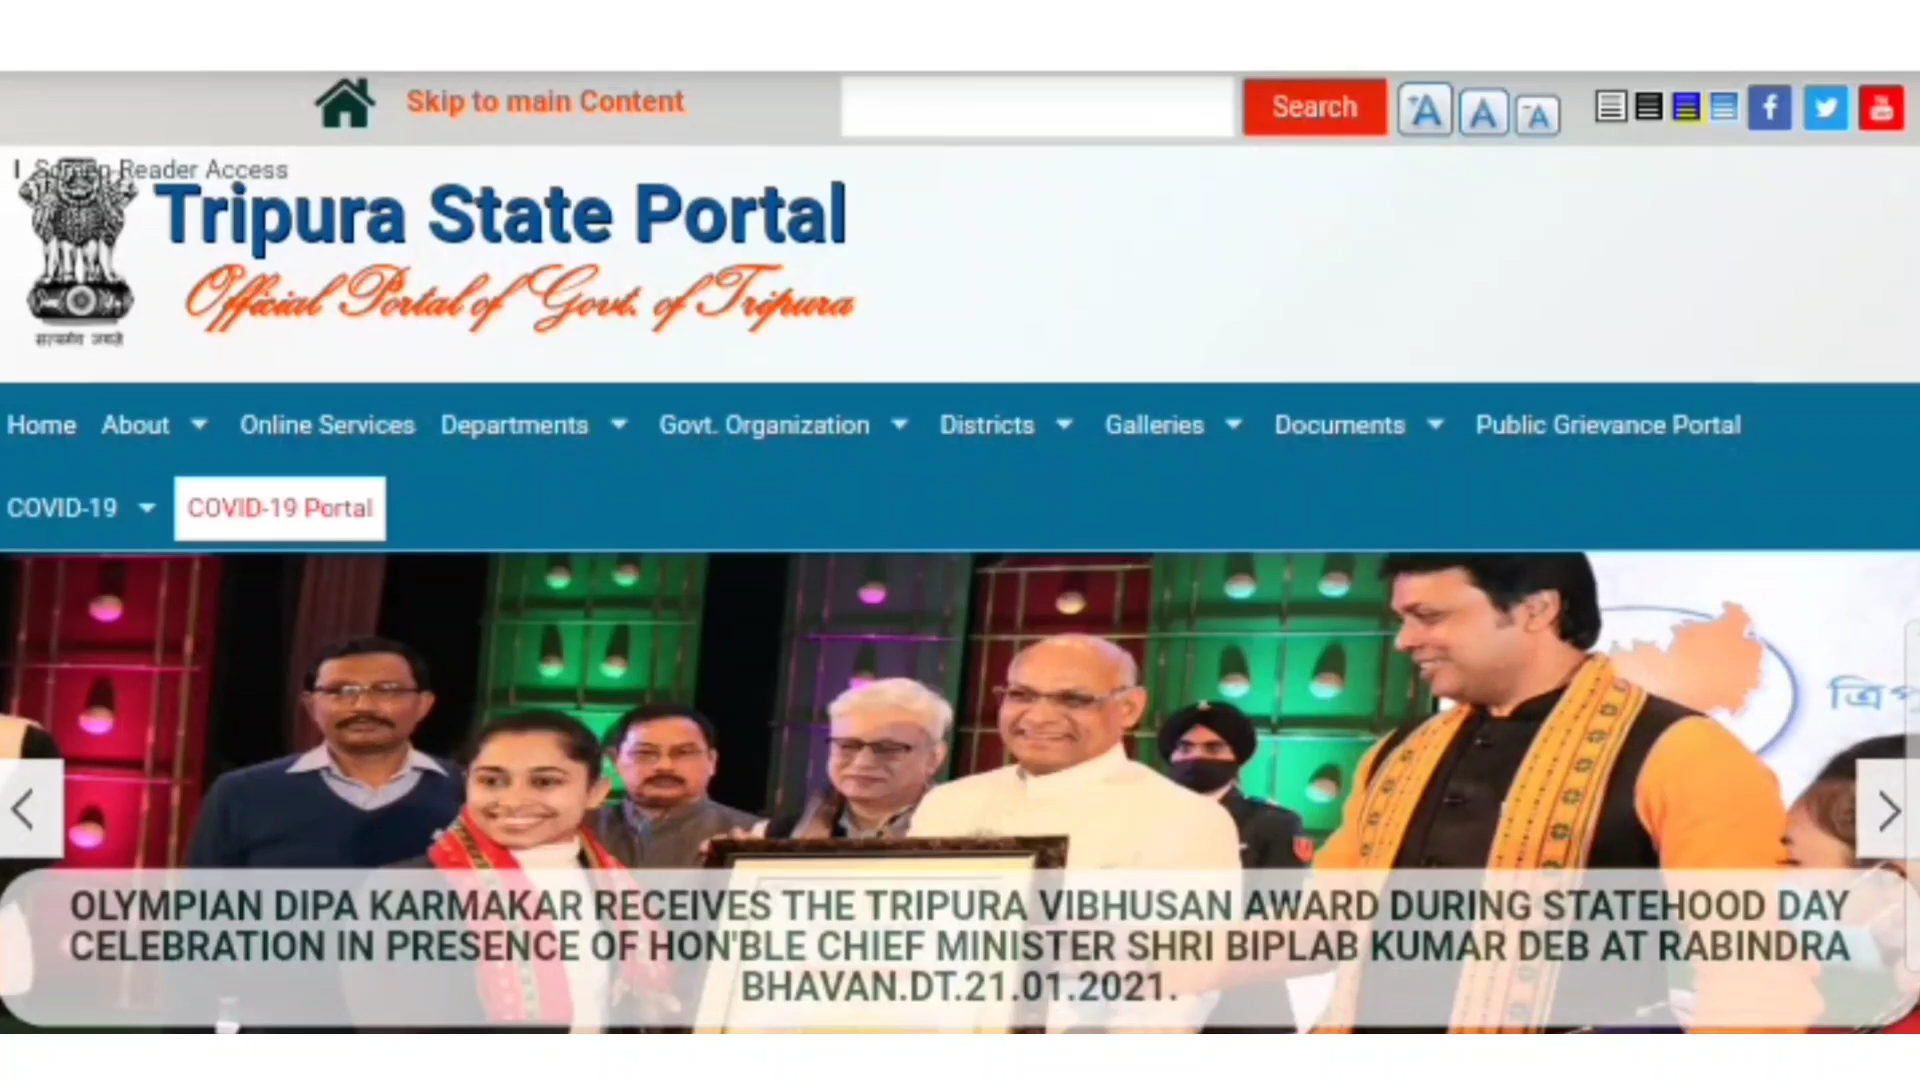 Skip to main Content
Search
A
A
A
| Screen Reader Access
Tripura State Portal
Official Portal of Govt. of Tripura
सत्यमेव जयते
Home About Online Services Departments Govt. Organization Districts Galleries Documents Public Grievance Portal
COVID-19 COVID-19 Portal
OLYMPIAN DIPA KARMAKAR RECEIVES THE TRIPURA VIBHUSAN AWARD DURING STATEHOOD DAY
CELEBRATION IN PRESENCE OF HON'BLE CHIEF MINISTER SHRI BIPLAB KUMAR DEB AT RABINDRA
BHAVAN.DT.21.01.2021.